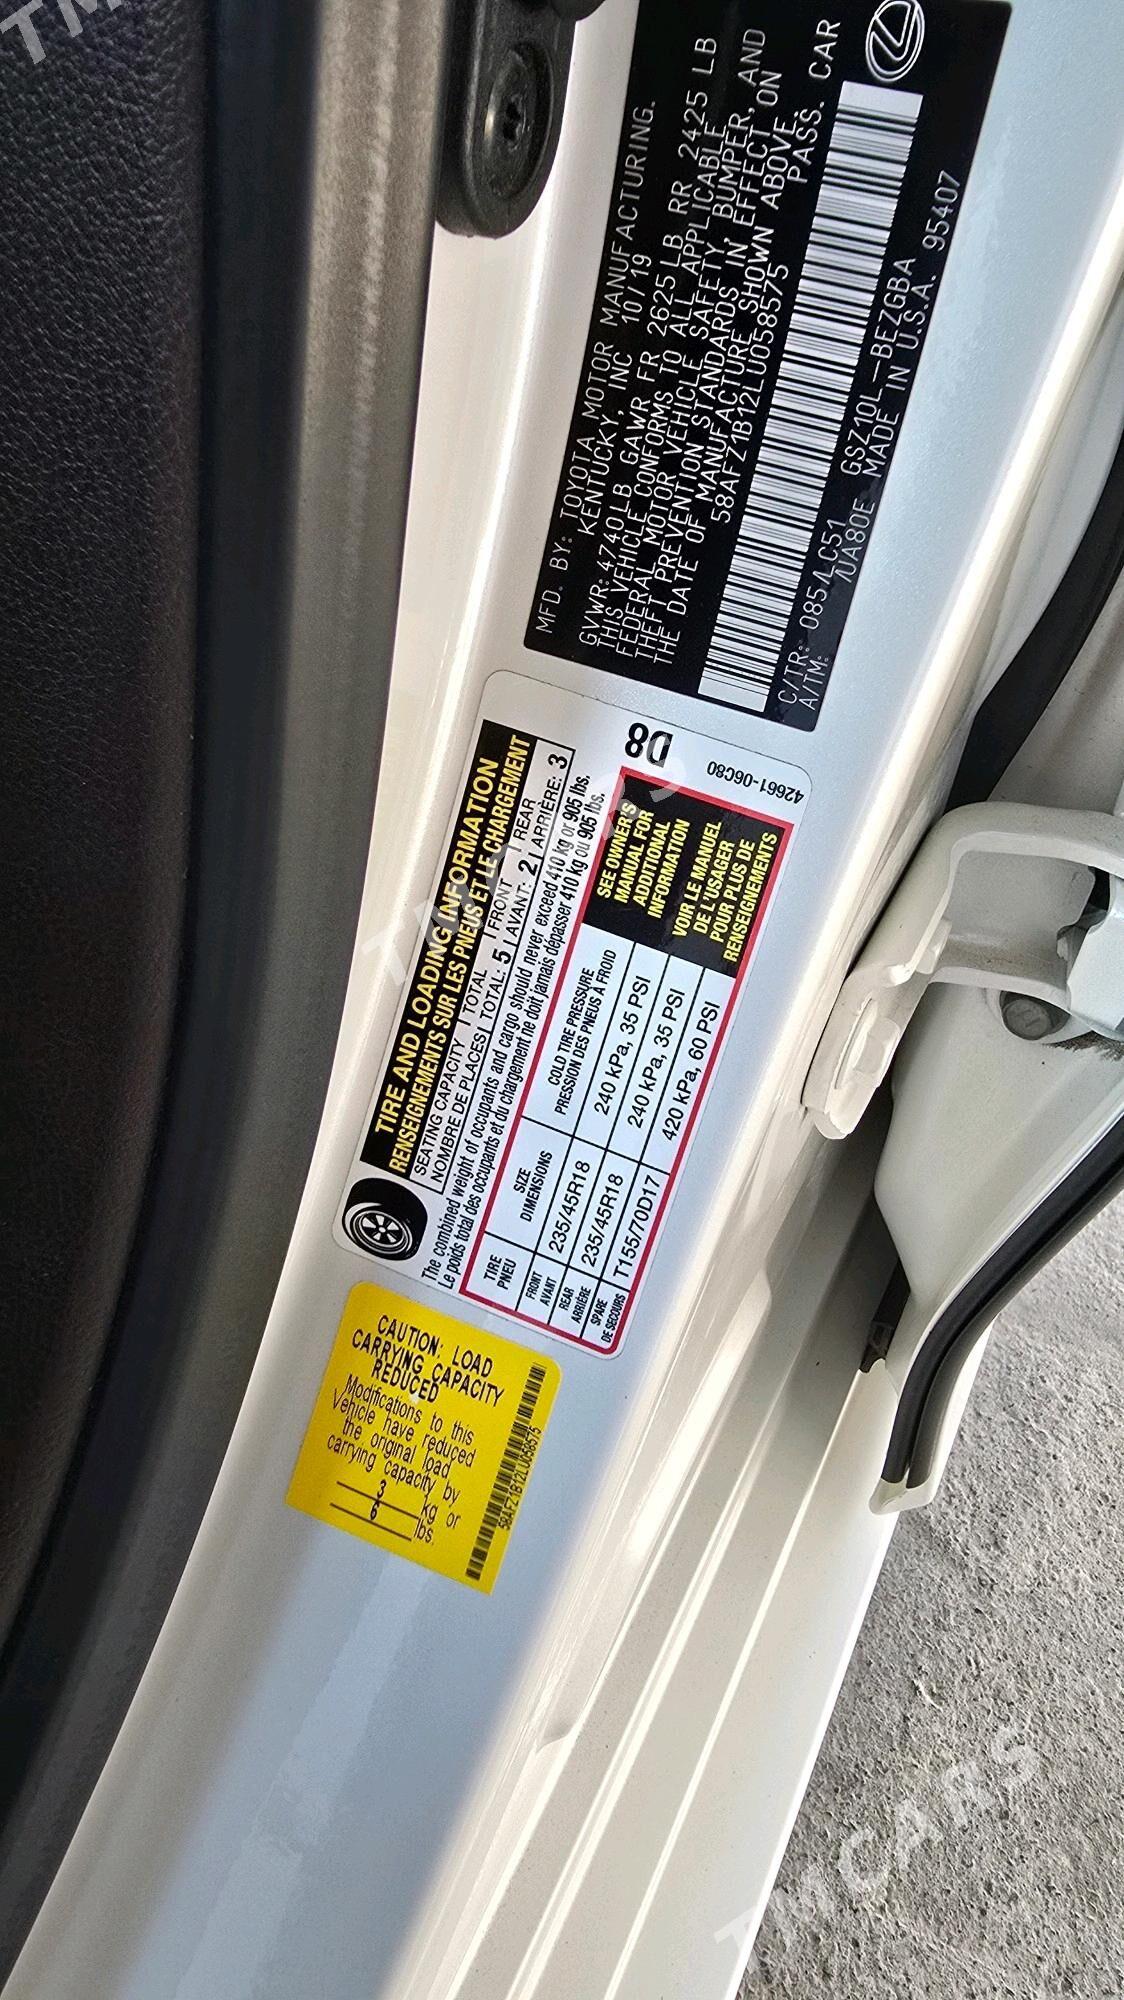 MFD. BY: TOYOTA MOTOR MANUFACTURING.
KENTUCKY, INC 10/19
GVWR: 4740 LB GAWR FR 2625 LB RR 2425 LB
THIS VEHICLE CONFORMS TO ALL APPLICABLE
FEDERAL MOTOR VEHICLE SAFETY, BUMPER, AND
THEFT PREVENTION STANDARDS IN EFFECT ON
THE DATE OF MANUFACTURE SHOWN ABOVE.
58AFZ1B12LU058575 PASS. CAR
C/TR: 085/LC51 GSZ10L-BEZGBA
A/TM: /UA80E MADE IN U.S.A. 95407
TIRE AND LOADING INFORMATION
RENSEIGNEMENTS SUR LES PNEUS ET LE CHARGEMENT
SEATING CAPACITY TOTAL FRONT REAR
NOMBRE DE PLACES TOTAL: 5 AVANT: 2 ARRIÈRE: 3
The combined weight of occupants and cargo should never exceed 410 kg or 905 lbs.
Le poids total des occupants et du chargement ne doit jamais dépasser 410 kg ou 905 lbs.
TIRE PNEU
SIZE DIMENSIONS
COLD TIRE PRESSURE
PRESSION DES PNEUS À FROID
FRONT AVANT 235/45R18 240 kPa, 35 PSI
REAR ARRIÈRE 235/45R18 240 kPa, 35 PSI
SPARE DE SECOURS T155/70D17 420 kPa, 60 PSI
SEE OWNER'S
MANUAL FOR
ADDITIONAL
INFORMATION
VOIR LE MANUEL
DE L'USAGER
POUR PLUS DE
RENSEIGNEMENTS
D8
42661-06C80
CAUTION: LOAD
CARRYING CAPACITY
REDUCED
Modifications to this
Vehicle have reduced
the original load
carrying capacity by
3 kg or
6 lbs.
58AFZ1B12LU058575
TMCARS
TMCARS